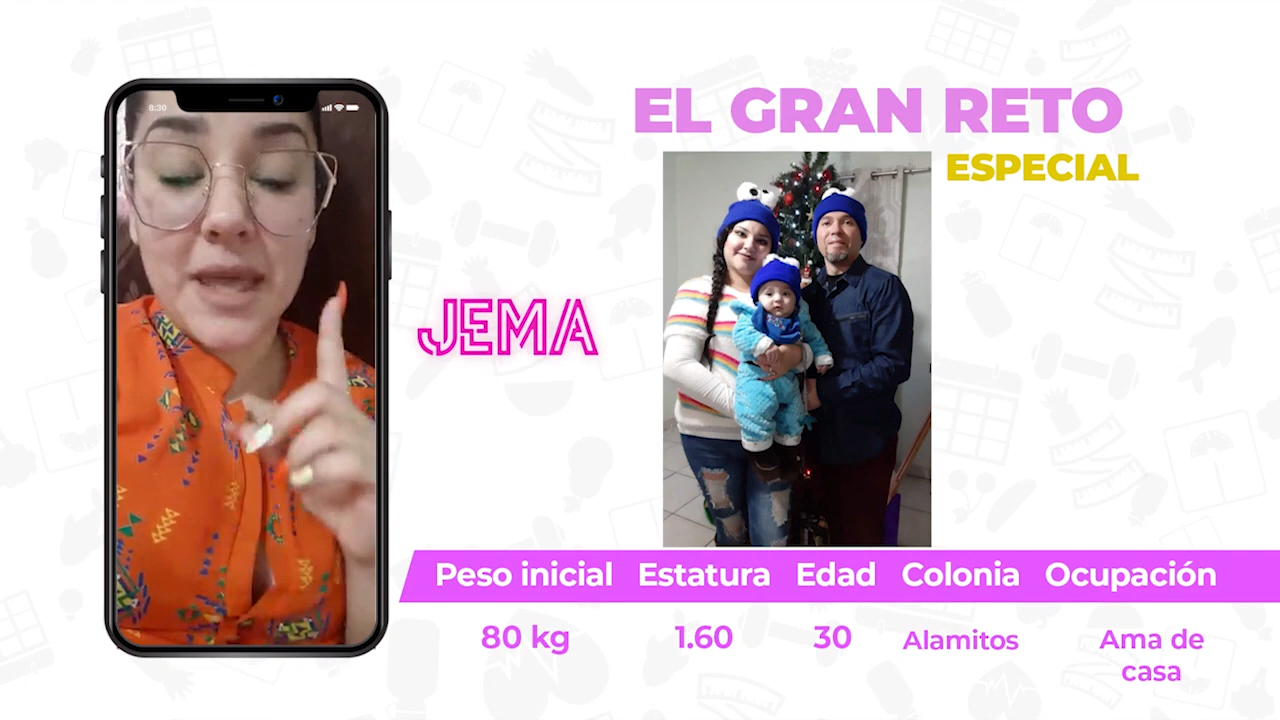 8:30
EL GRAN RETO
ESPECIAL
JEMA
Peso inicial Estatura Edad Colonia Ocupación
80 kg 1.60 30 Alamitos Ama de
casa